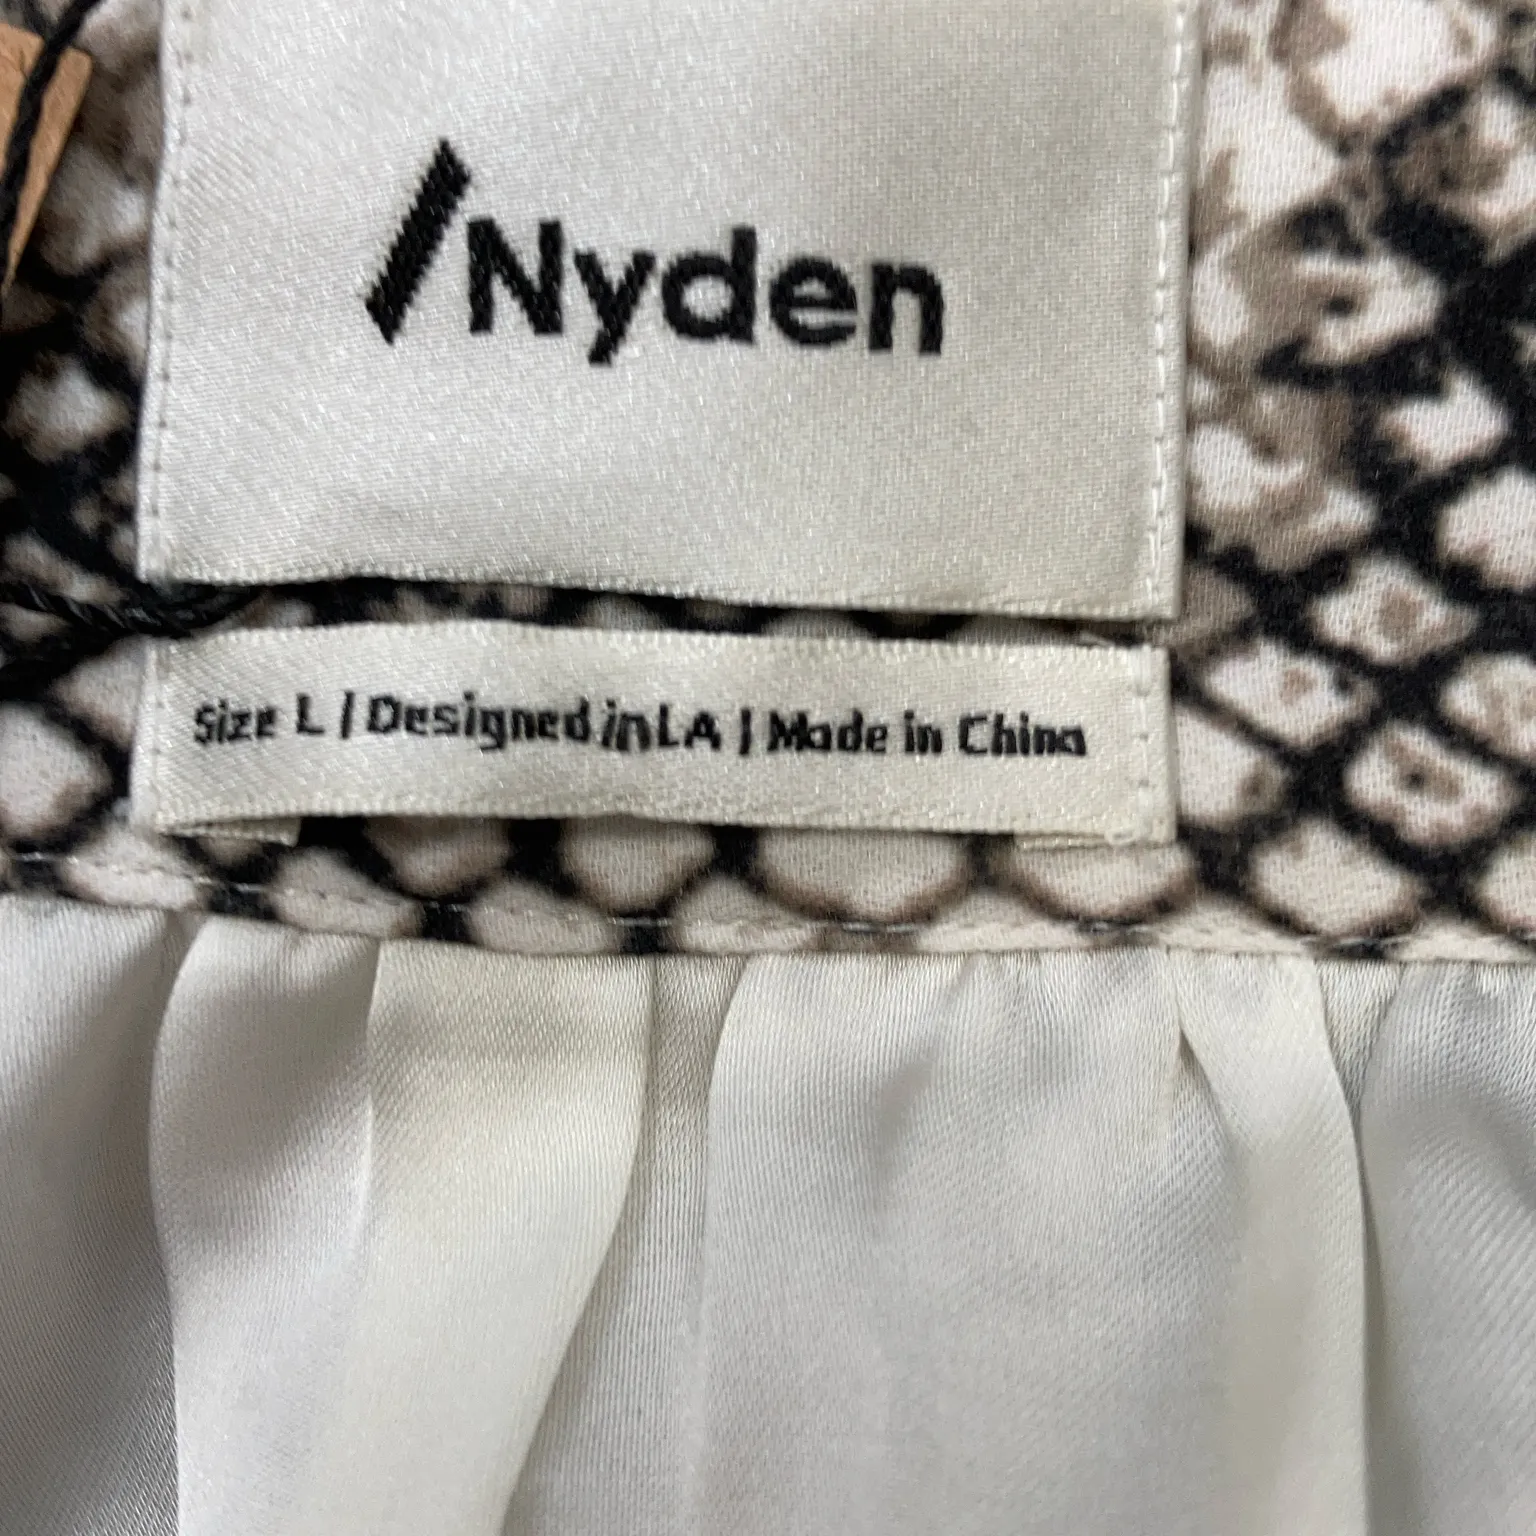 /Nyden
Size L | Designed in LA | Made in China